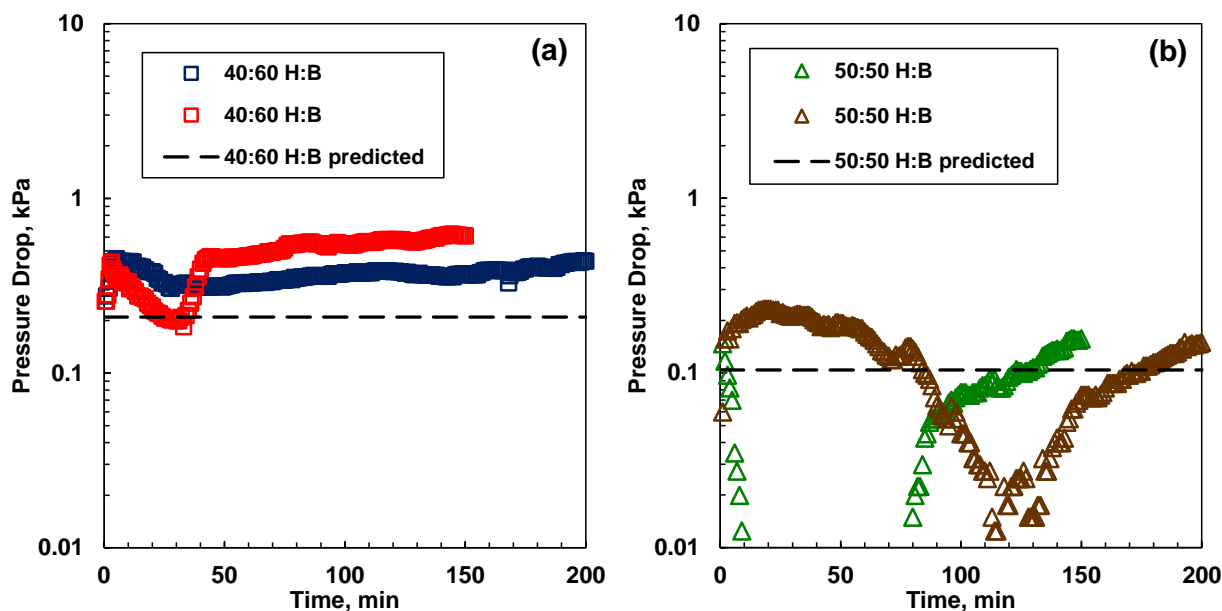 (a)
40:60 H:B
40:60 H:B
40:60 H:B predicted
Pressure Drop, kPa
10
1
0.1
0.01
0 50 100 150 200
Time, min
(b)
50:50 H:B
50:50 H:B
50:50 H:B predicted
Pressure Drop, kPa
10
1
0.1
0.01
0 50 100 150 200
Time, min